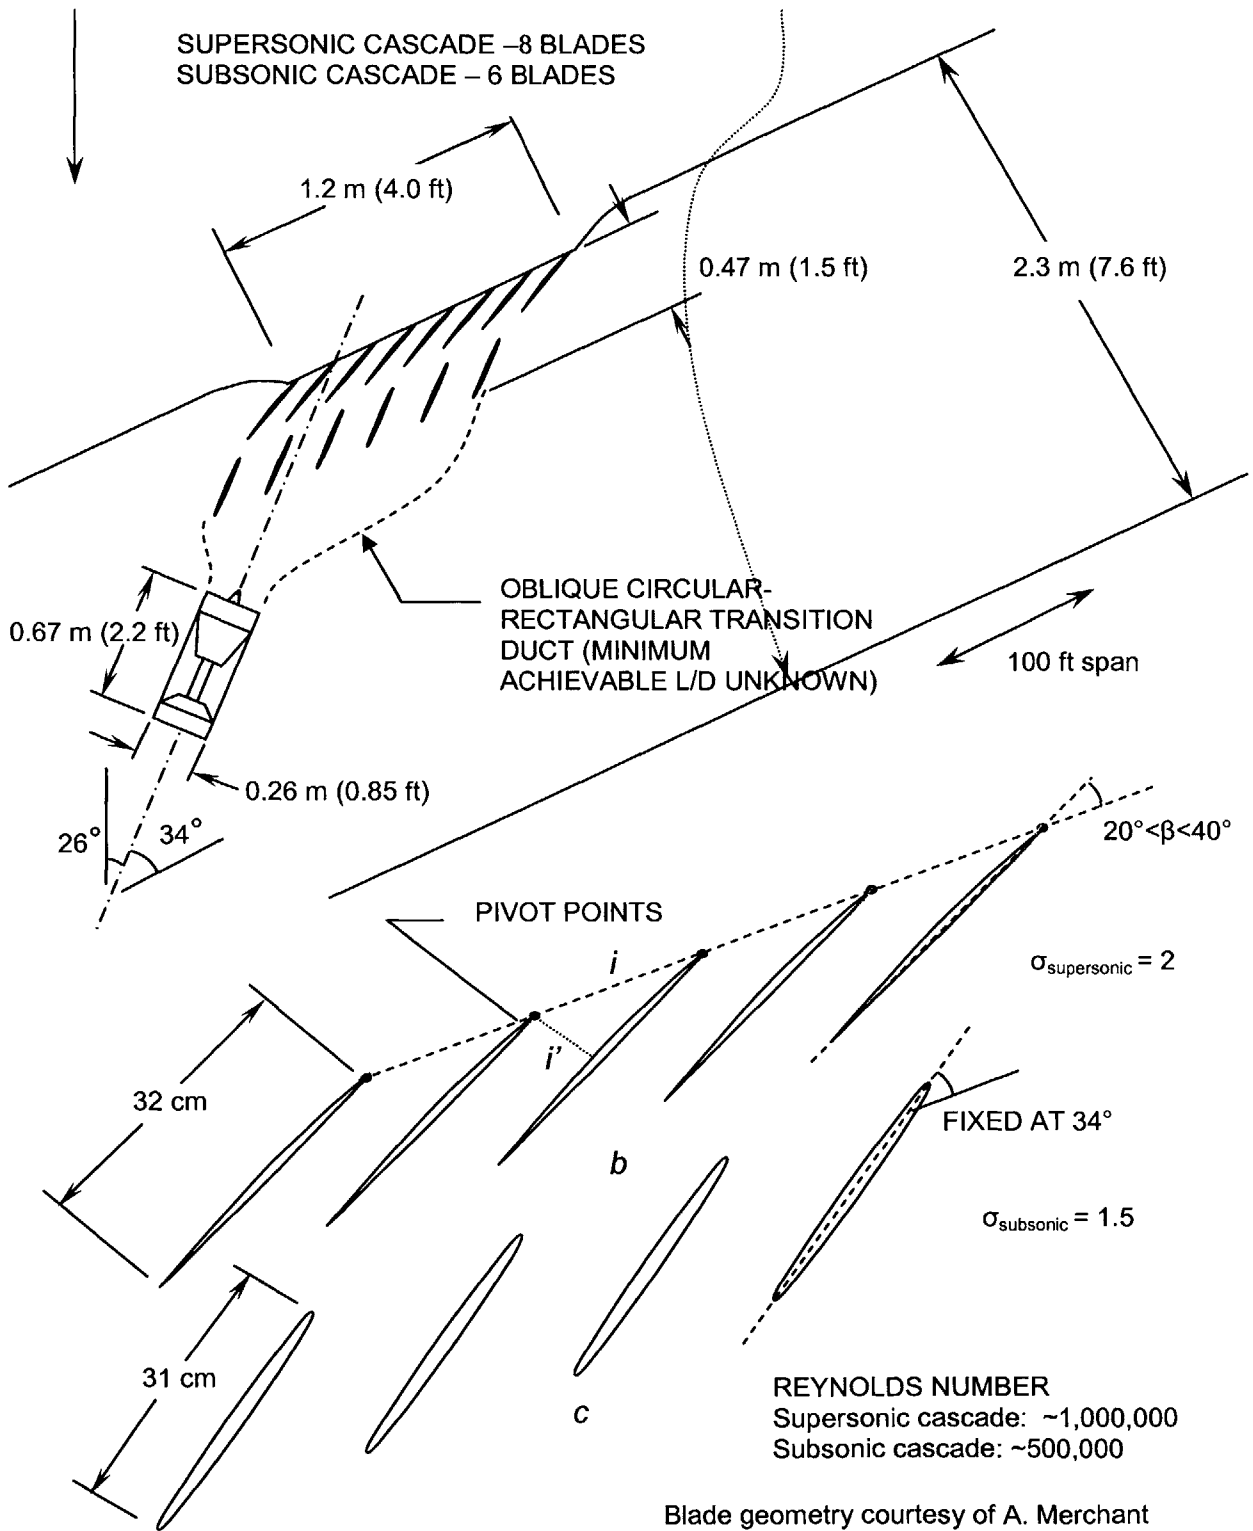 SUPERSONIC CASCADE –8 BLADES
SUBSONIC CASCADE – 6 BLADES
1.2 m (4.0 ft)
0.47 m (1.5 ft)
2.3 m (7.6 ft)
OBLIQUE CIRCULAR-
RECTANGULAR TRANSITION
DUCT (MINIMUM
ACHIEVABLE L/D UNKNOWN)
0.67 m (2.2 ft)
100 ft span
0.26 m (0.85 ft)
26°
34°
20°<β<40°
PIVOT POINTS
i
σsupersonic = 2
i'
32 cm
FIXED AT 34°
b
σsubsonic = 1.5
31 cm
c
REYNOLDS NUMBER
Supersonic cascade: ~1,000,000
Subsonic cascade: ~500,000
Blade geometry courtesy of A. Merchant